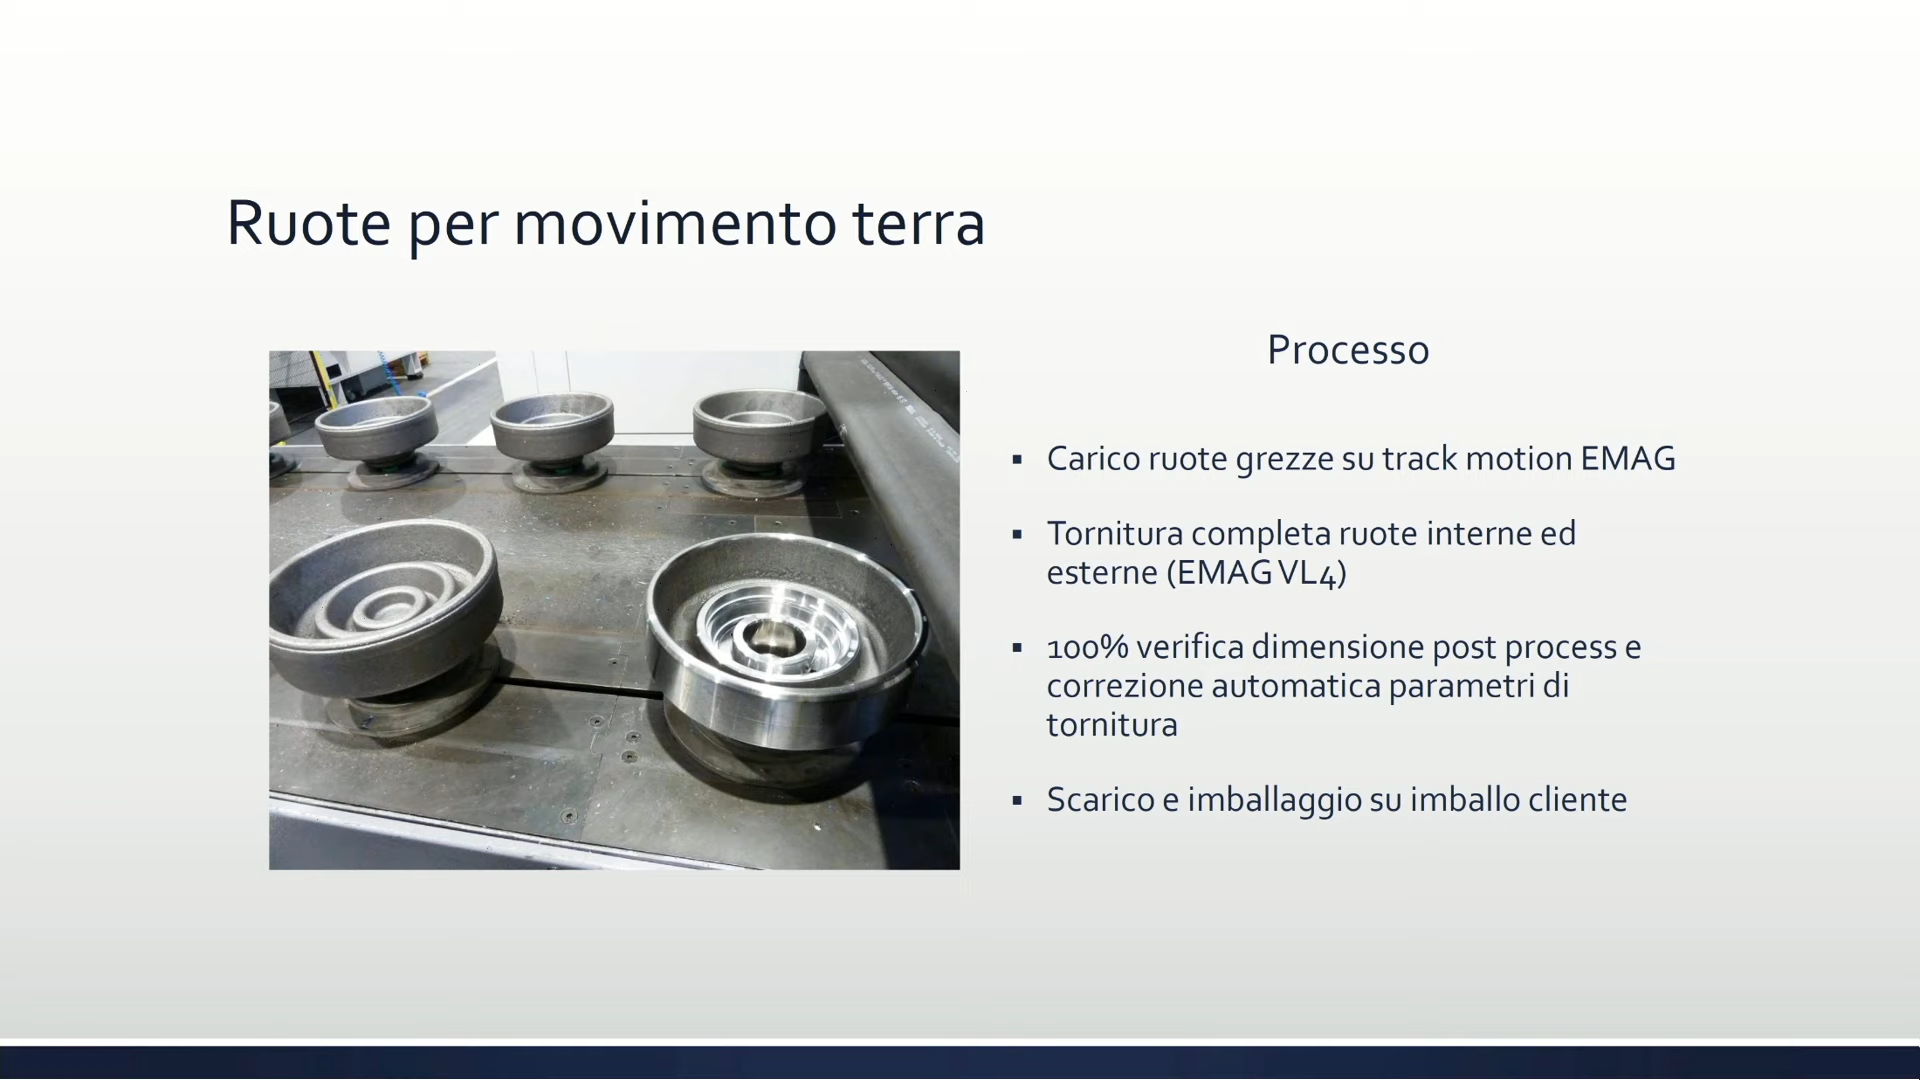 Ruote per movimento terra
Processo
▪ Carico ruote grezze su track motion EMAG
▪ Tornitura completa ruote interne ed
esterne (EMAG VL4)
▪ 100% verifica dimensione post process e
correzione automatica parametri di
tornitura
▪ Scarico e imballaggio su imballo cliente